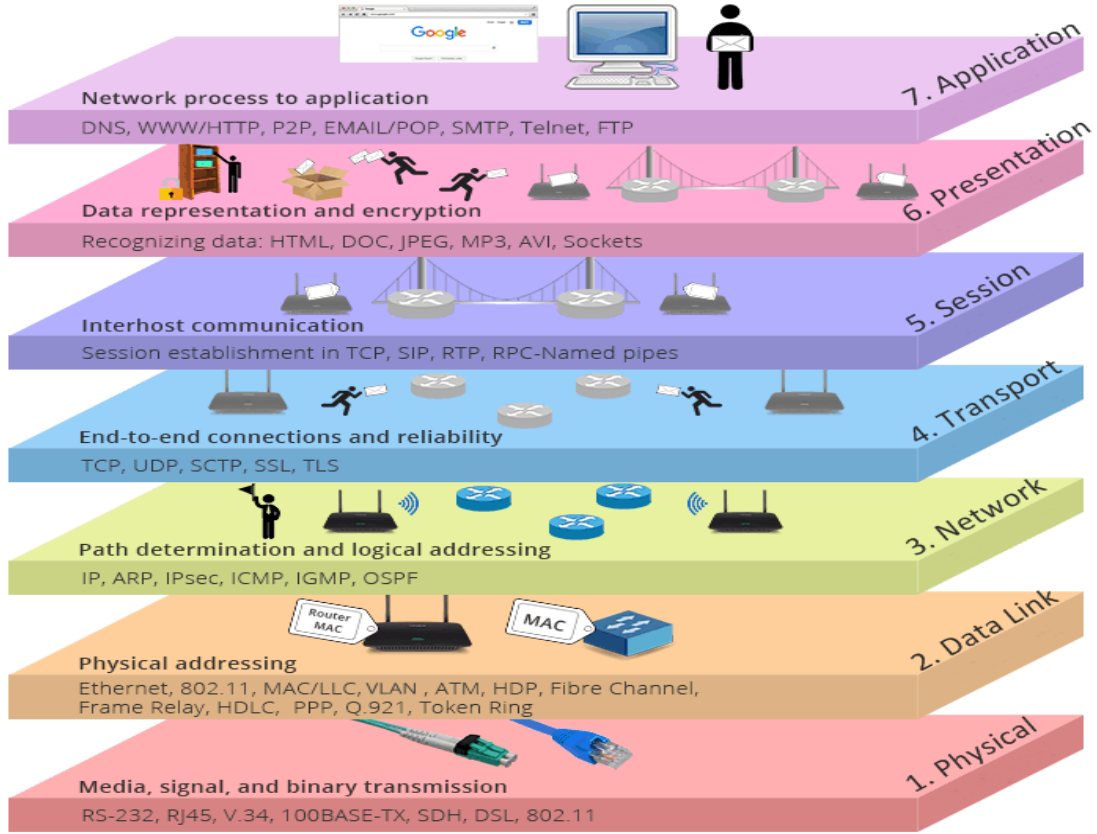 Google
7. Application
Network process to application
DNS, WWW/HTTP, P2P, EMAIL/POP, SMTP, Telnet, FTP
6. Presentation
Data representation and encryption
Recognizing data: HTML, DOC, JPEG, MP3, AVI, Sockets
5. Session
Interhost communication
Session establishment in TCP, SIP, RTP, RPC-Named pipes
4. Transport
End-to-end connections and reliability
TCP, UDP, SCTP, SSL, TLS
3. Network
Path determination and logical addressing
IP, ARP, IPsec, ICMP, IGMP, OSPF
Router
MAC
MAC
2. Data Link
Physical addressing
Ethernet, 802.11, MAC/LLC, VLAN , ATM, HDP, Fibre Channel,
Frame Relay, HDLC, PPP, Q.921, Token Ring
1. Physical
Media, signal, and binary transmission
RS-232, RJ45, V.34, 100BASE-TX, SDH, DSL, 802.11